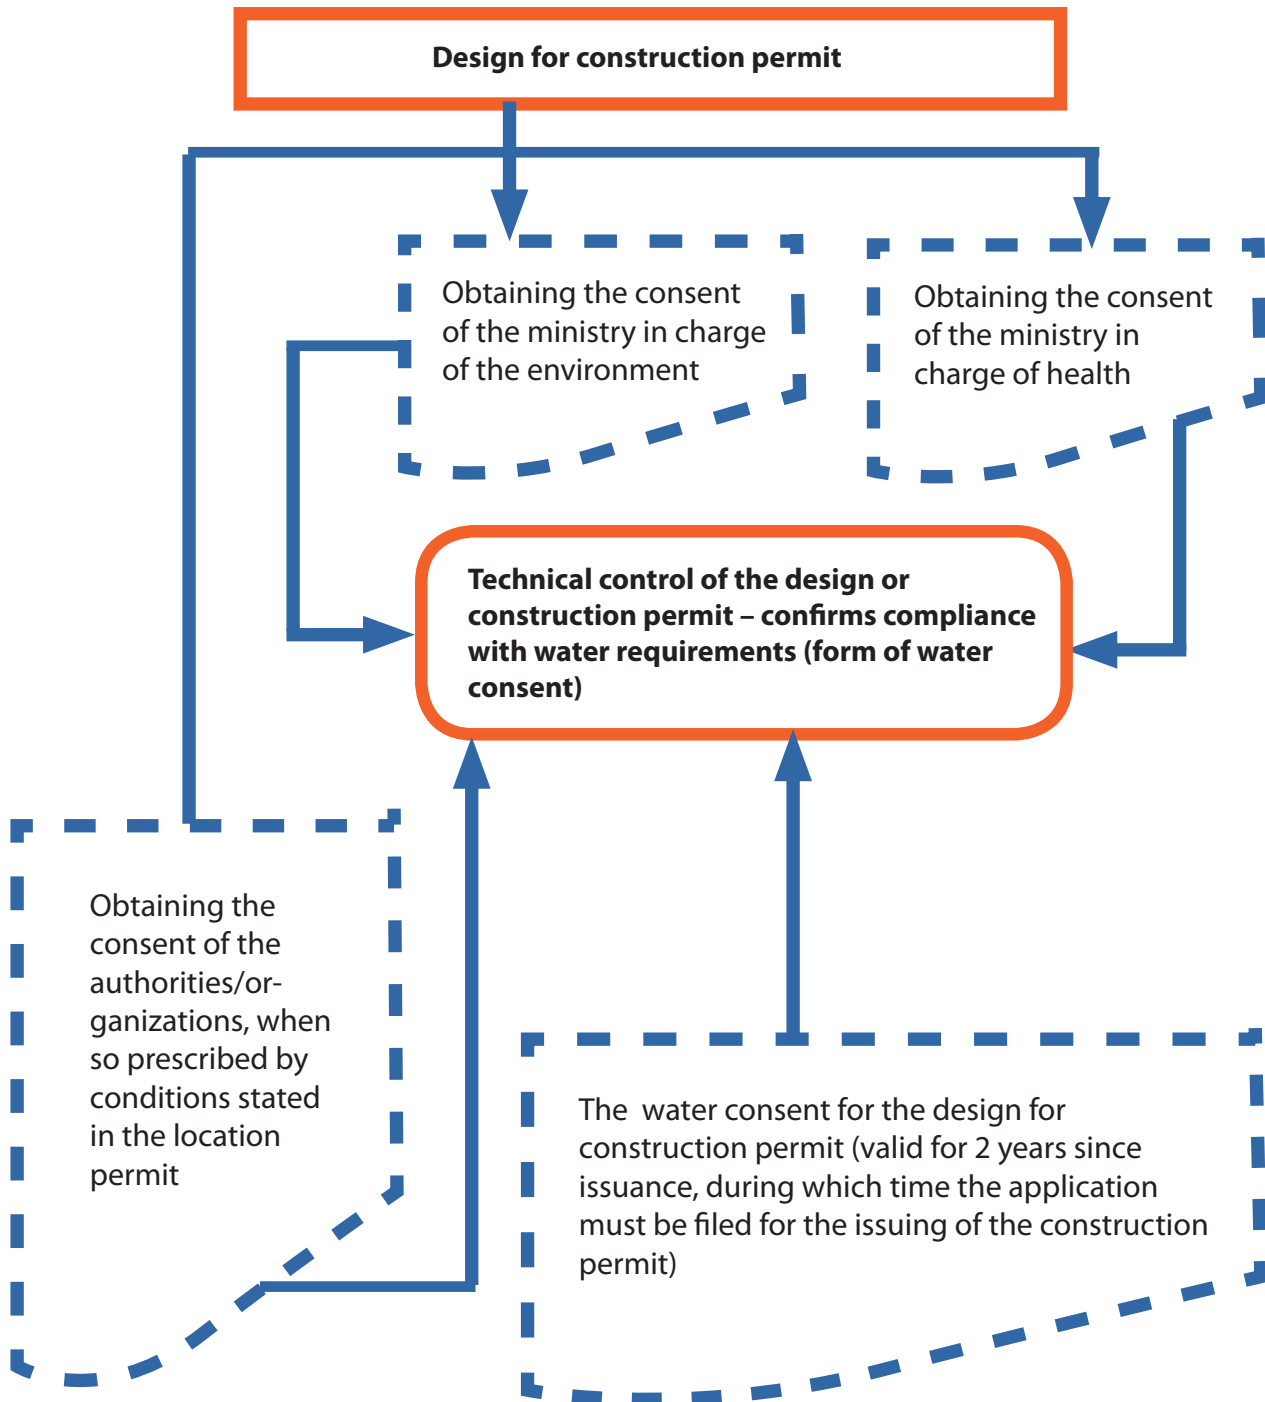 Design for construction permit
Obtaining the consent
of the ministry in charge
of the environment
Obtaining the consent
of the ministry in
charge of health
Technical control of the design or
construction permit – confirms compliance
with water requirements (form of water
consent)
Obtaining the
consent of the
authorities/or-
ganizations, when
so prescribed by
conditions stated
in the location
permit
The  water consent for the design for
construction permit (valid for 2 years since
issuance, during which time the application
must be filed for the issuing of the construction
permit)